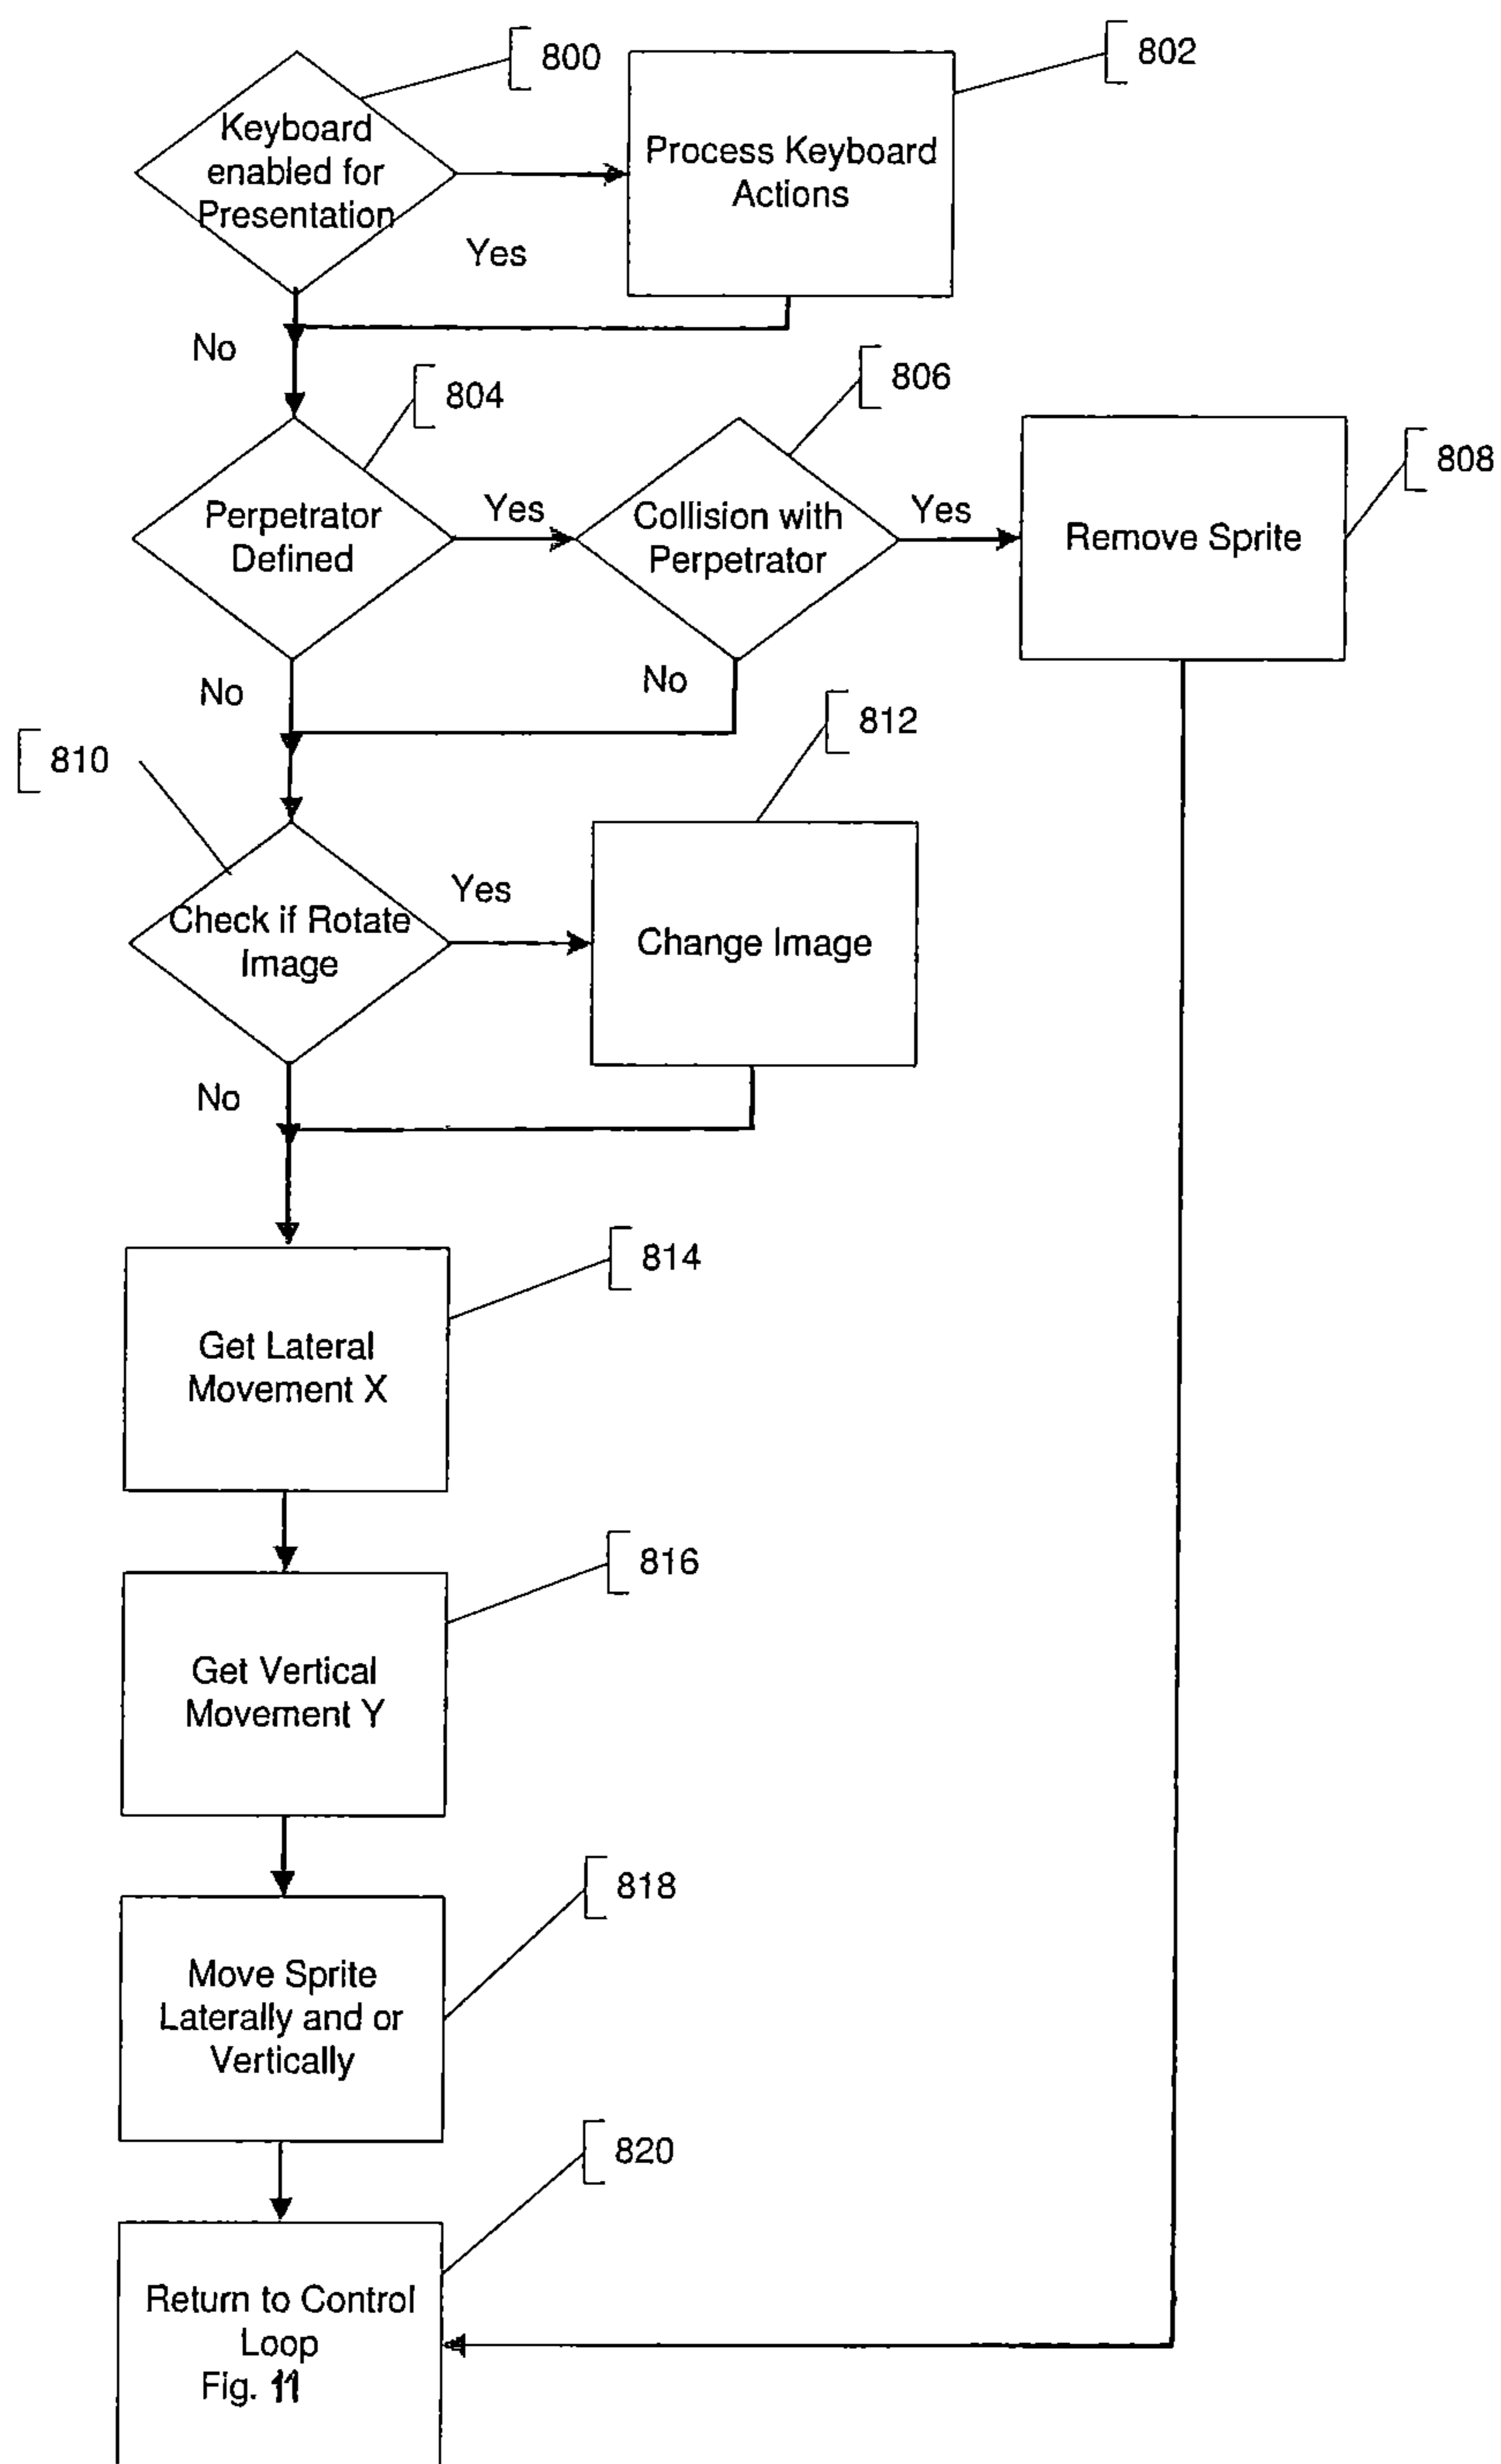 800
802
Keyboard
enabled for
Presentation
Process Keyboard
Actions
Yes
No
804
806
808
Perpetrator
Defined
Yes
Collision with
Perpetrator
Yes
Remove Sprite
No
No
810
812
Check if Rotate
Image
Yes
Change Image
No
814
Get Lateral
Movement X
816
Get Vertical
Movement Y
818
Move Sprite
Laterally and or
Vertically
820
Return to Control
Loop
Fig. 11